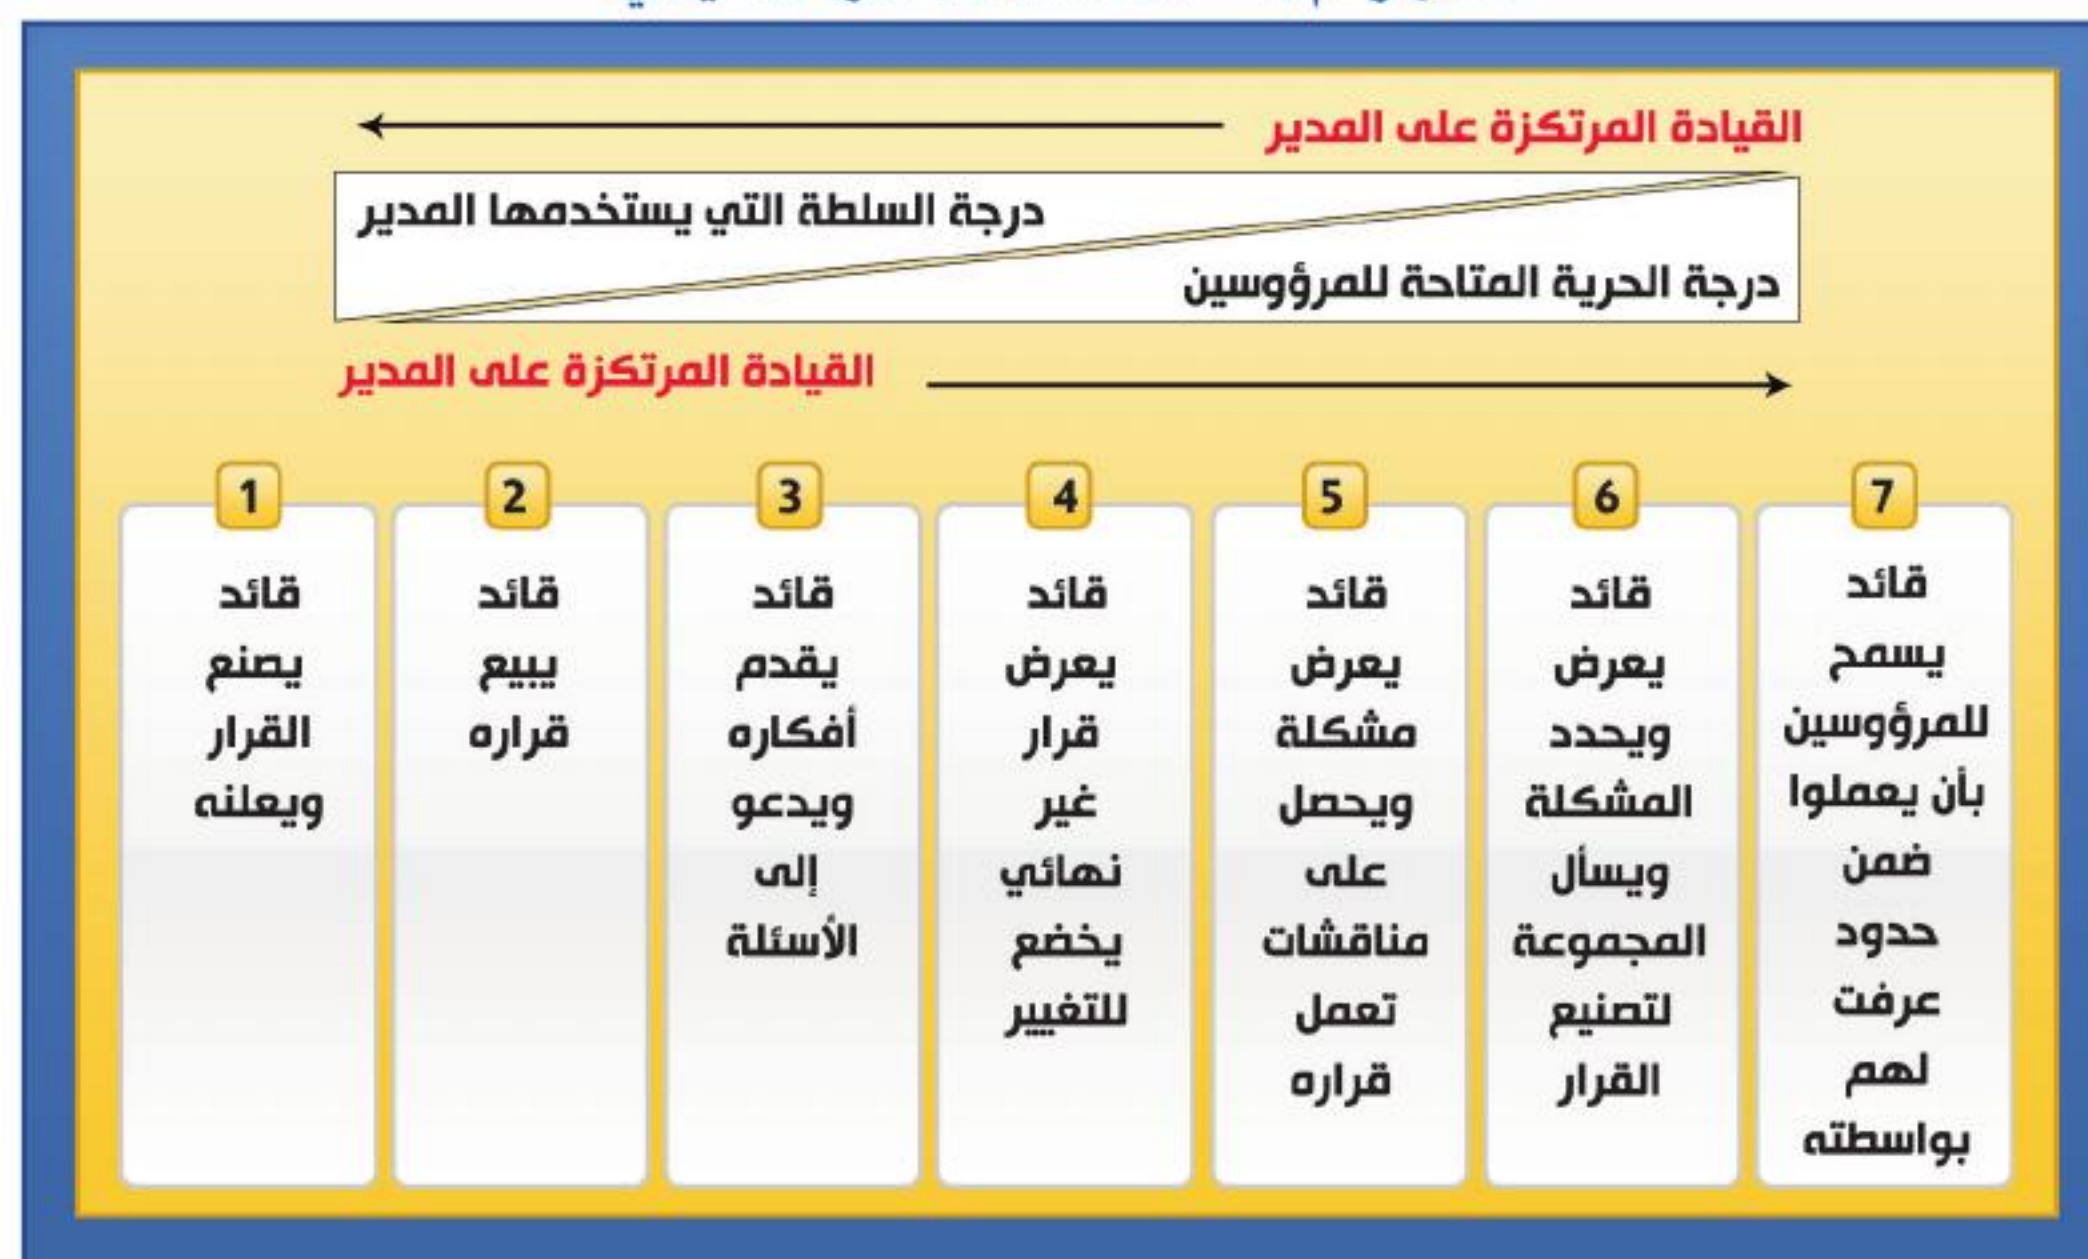 القيادة المرتكزة على المدير
درجة السلطة التي يستخدمها المدير
درجة الحرية المتاحة للمرؤوسين
القيادة المرتكزة على المدير
1
قائد
يصنع
القرار
ويعلنه
2
قائد
يبيع
قراره
3
قائد
يقدم
أفكاره
ويدعو
إلى
الأسئلة
4
قائد
يعرض
قرار
غير
نهائي
يخضع
للتغيير
5
قائد
يعرض
مشكلة
ويحصل
على
مناقشات
تعمل
قراره
6
قائد
يعرض
ويحدد
المشكلة
ويسأل
المجموعة
لتصنيع
القرار
7
قائد
يسمح
للمرؤوسين
بأن يعملوا
ضمن
حدود
عرفت
لهم
بواسطته